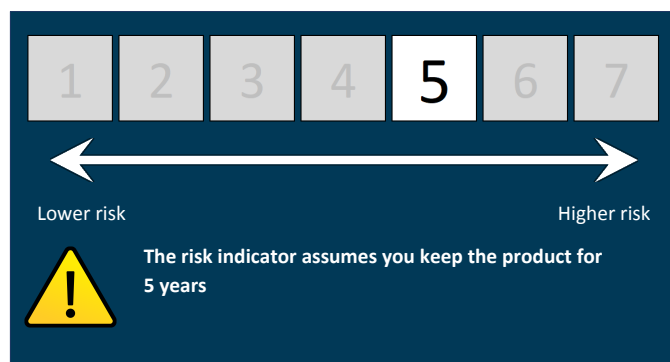 1 2 3 4 5 6 7
Lower risk Higher risk
!
The risk indicator assumes you keep the product for
5 years